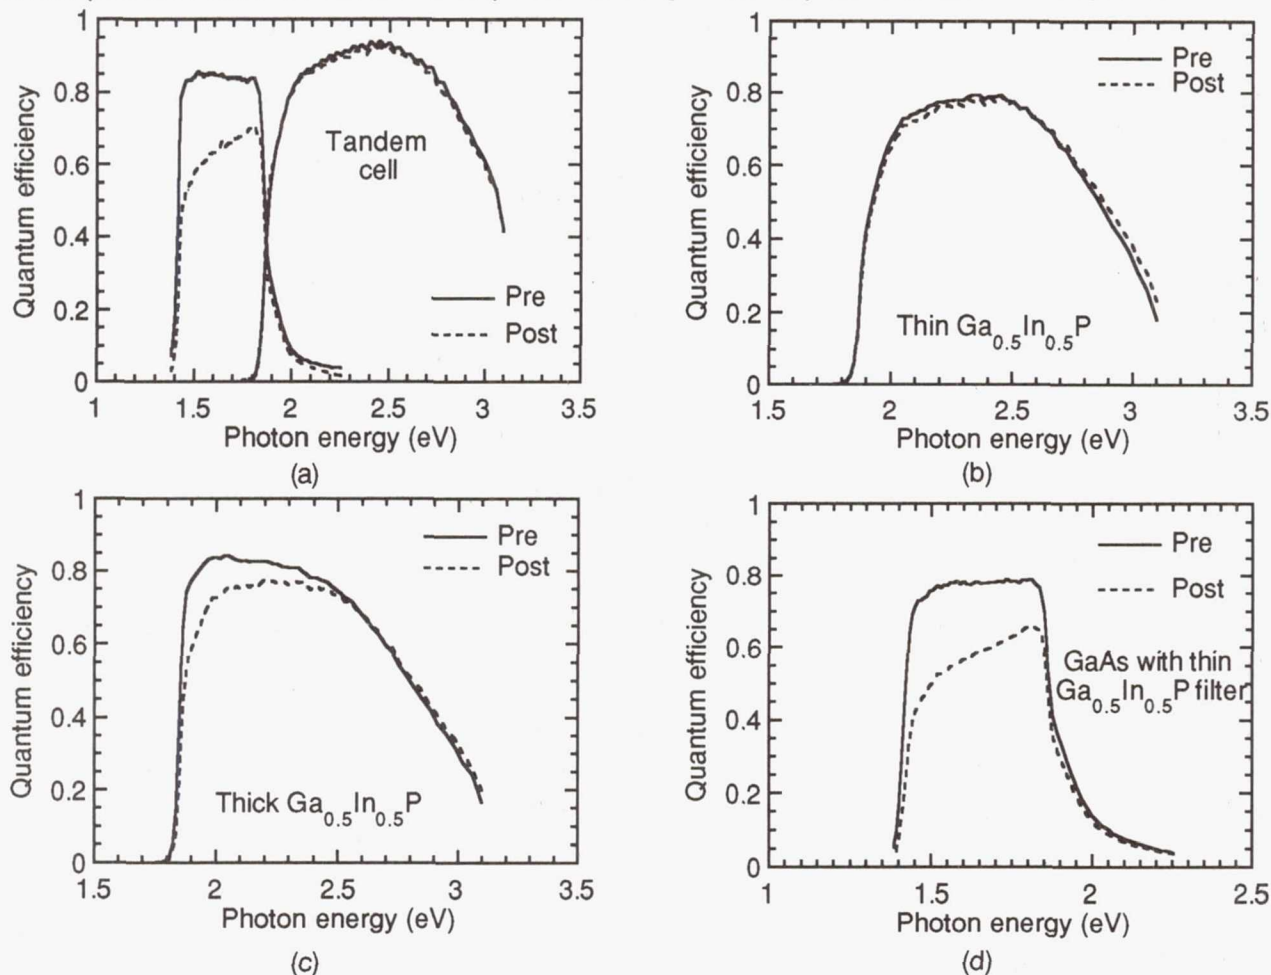 1
0.8
0.6
0.4
0.2
0
Quantum efficiency
Tandem
cell
Pre
Post
1
1.5
2
2.5
3
3.5
Photon energy (eV)
(a)
1
0.8
0.6
0.4
0.2
0
Quantum efficiency
Pre
Post
Thin Ga0.5In0.5P
1.5
2
2.5
3
3.5
Photon energy (eV)
(b)
1
0.8
0.6
0.4
0.2
0
Quantum efficiency
Pre
Post
Thick Ga0.5In0.5P
1.5
2
2.5
3
3.5
Photon energy (eV)
(c)
1
0.8
0.6
0.4
0.2
0
Quantum efficiency
Pre
Post
GaAs with thin
Ga0.5In0.5P filter
1
1.5
2
2.5
Photon energy (eV)
(d)